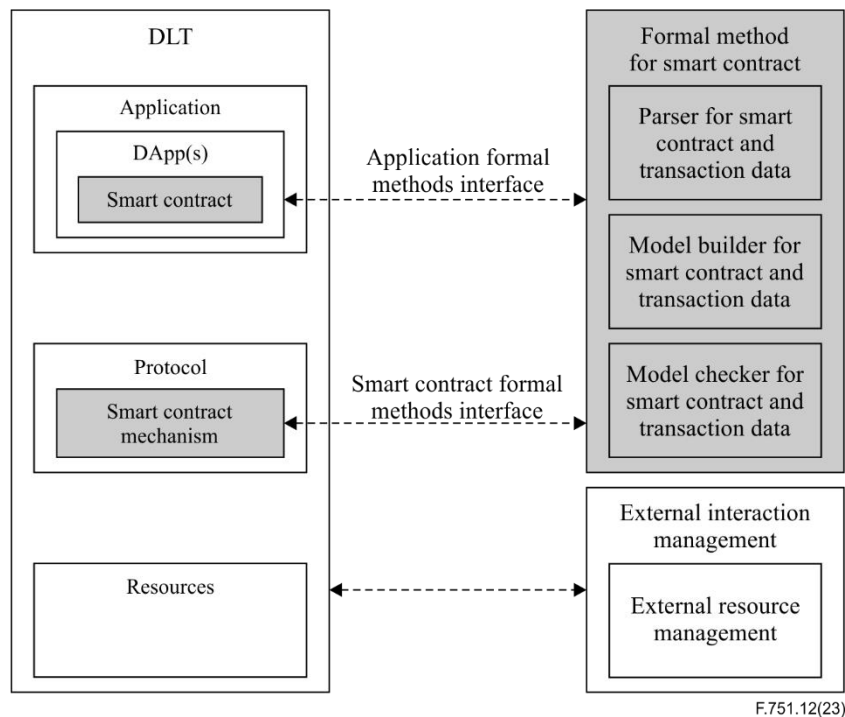 DLT
Application
DApp(s)
Smart contract
Protocol
Smart contract
mechanism
Resources
Application formal
methods interface
Smart contract formal
methods interface
Formal method
for smart contract
Parser for smart
contract and
transaction data
Model builder for
smart contract and
transaction data
Model checker for
smart contract and
transaction data
External interaction
management
External resource
management
F.751.12(23)